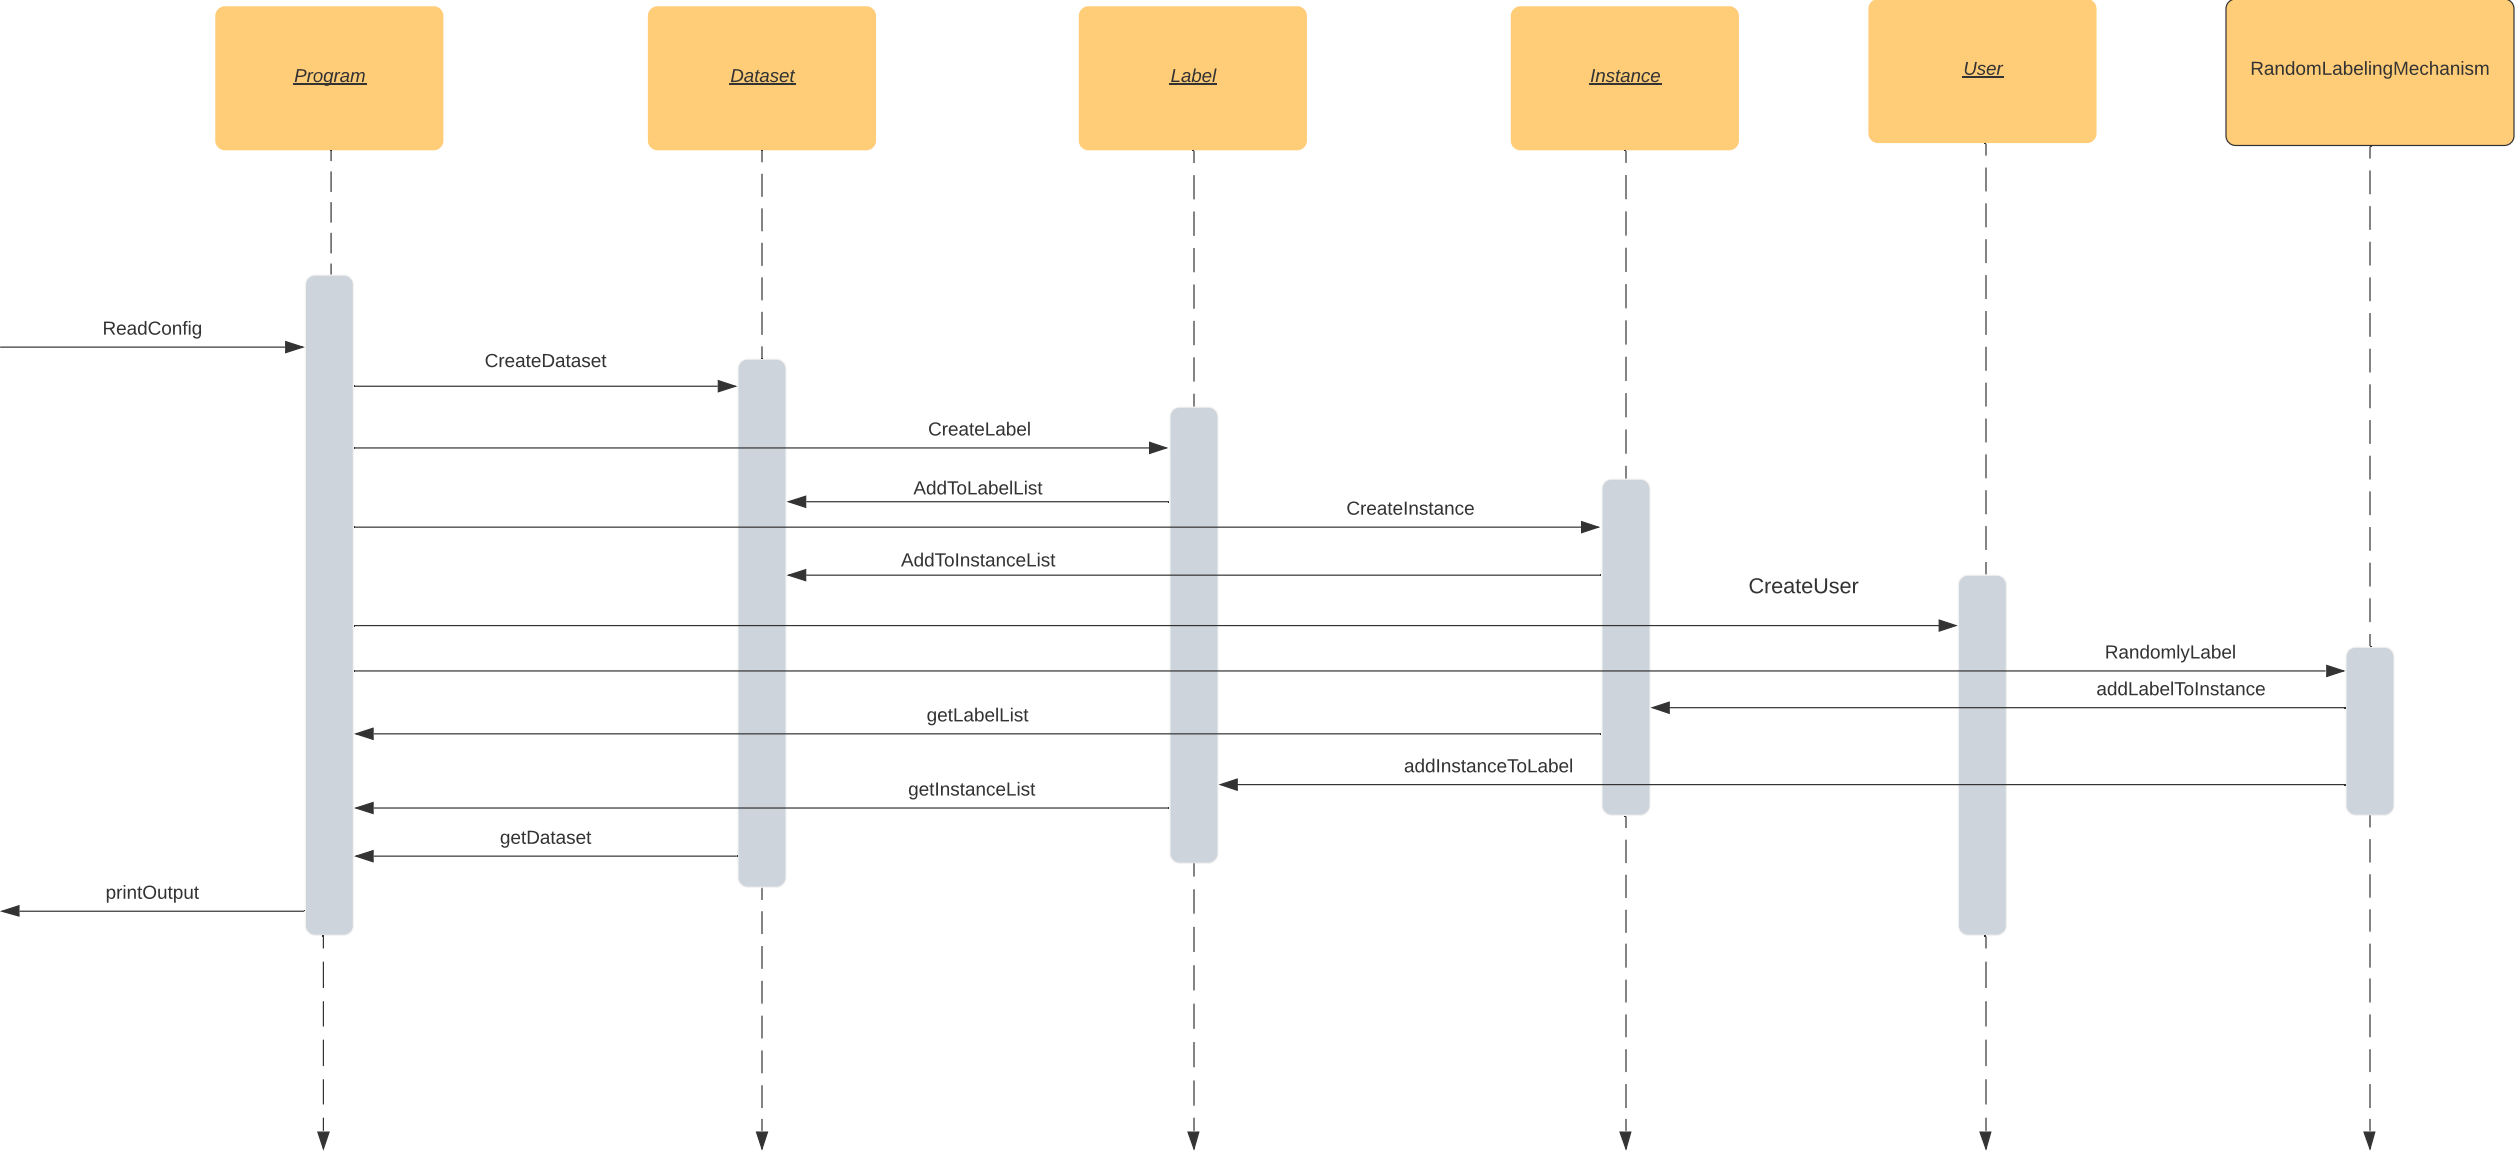 Program
Dataset
Label
Instance
User
RandomLabelingMechanism
ReadConfig
CreateDataset
CreateLabel
AddToLabelList
CreateInstance
AddToInstanceList
CreateUser
RandomlyLabel
addLabelToInstance
getLabelList
addInstanceToLabel
getInstanceList
getDataset
printOutput